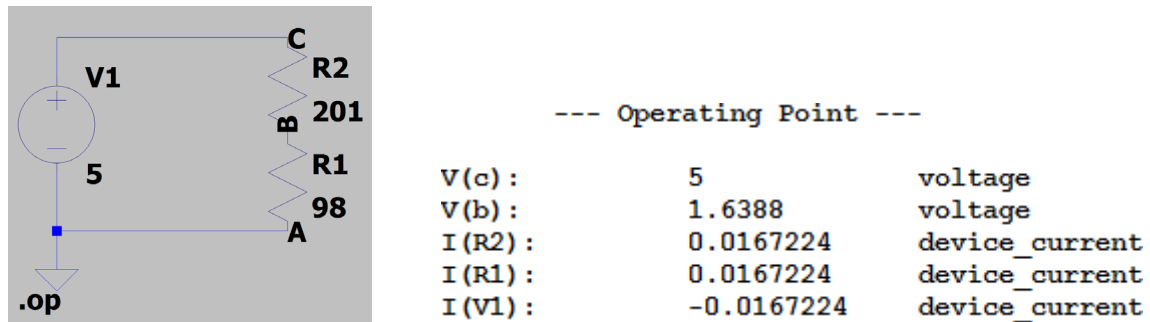 C
R2
V1
201
B
R1
5
98
A
.op
--- Operating Point ---
V(c): 5 voltage
V(b): 1.6388 voltage
I(R2): 0.0167224 device_current
I(R1): 0.0167224 device_current
I(V1): -0.0167224 device_current